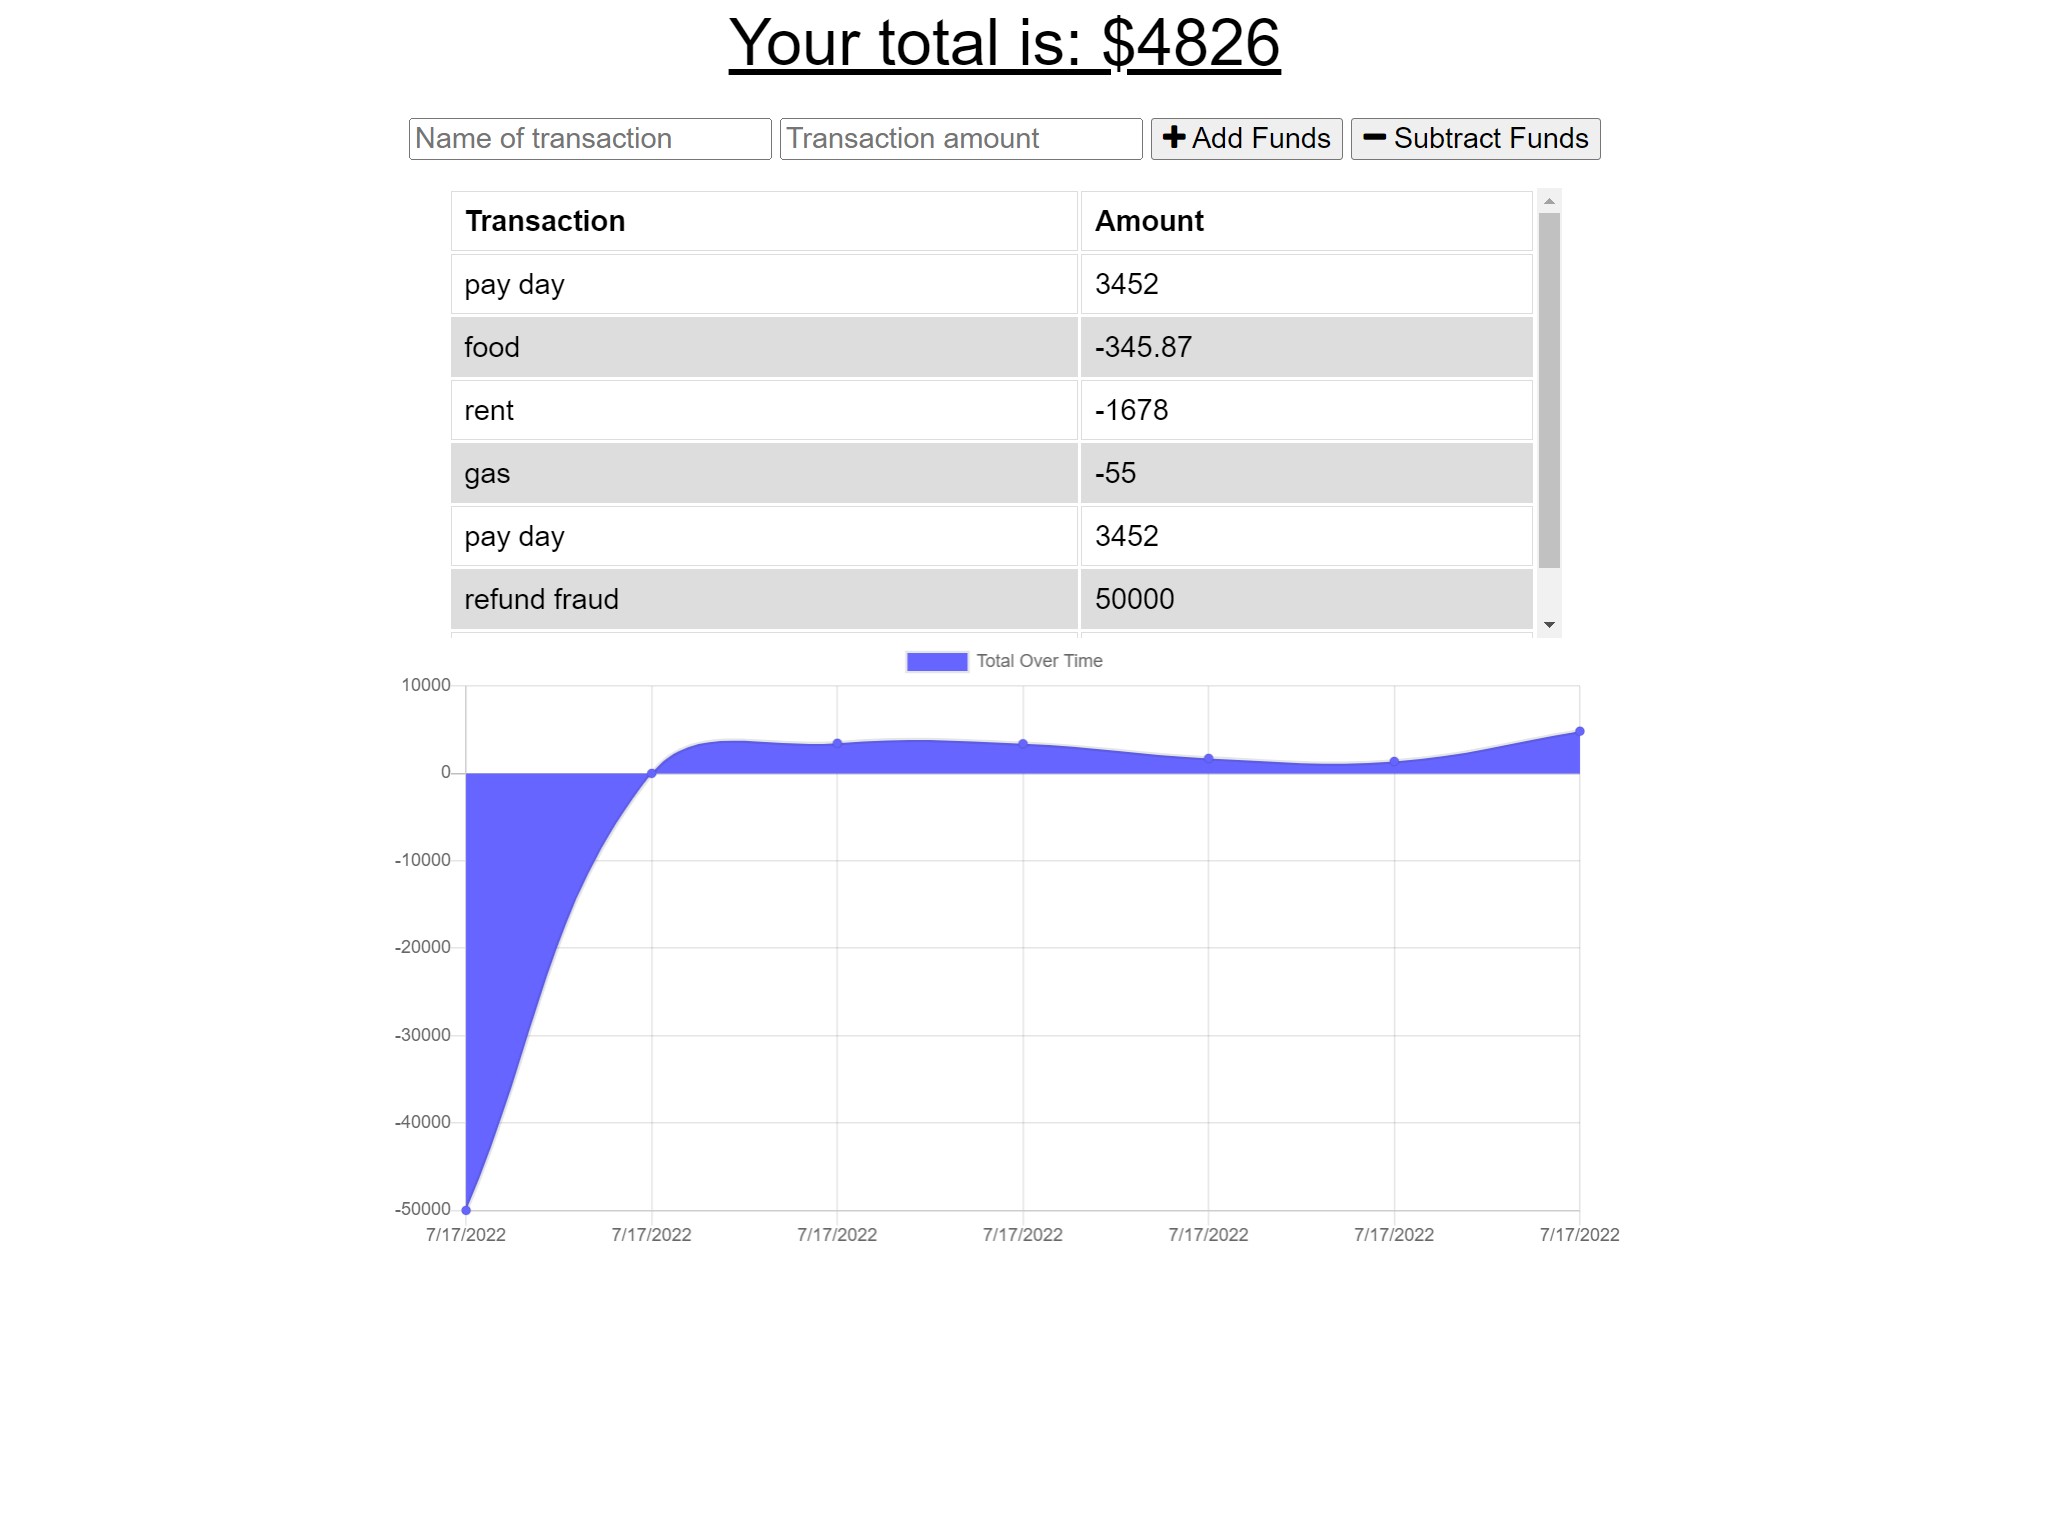 Your total is: $4826
Name of transaction Transaction amount Add Funds Subtract Funds
Transaction Amount
pay day 3452
food -345.87
rent -1678
gas -55
pay day 3452
refund fraud 50000
Total Over Time
10000
0
-10000
-20000
-30000
-40000
-50000
7/17/2022 7/17/2022 7/17/2022 7/17/2022 7/17/2022 7/17/2022 7/17/2022